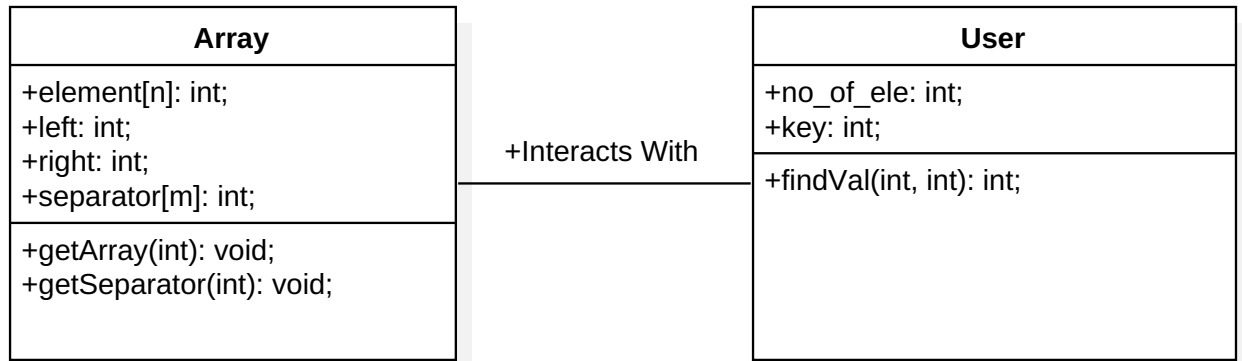 Array
+element[n]: int;
+left: int;
+right: int;
+separator[m]: int;
+getArray(int): void;
+getSeparator(int): void;
+Interacts With
User
+no_of_ele: int;
+key: int;
+findVal(int, int): int;